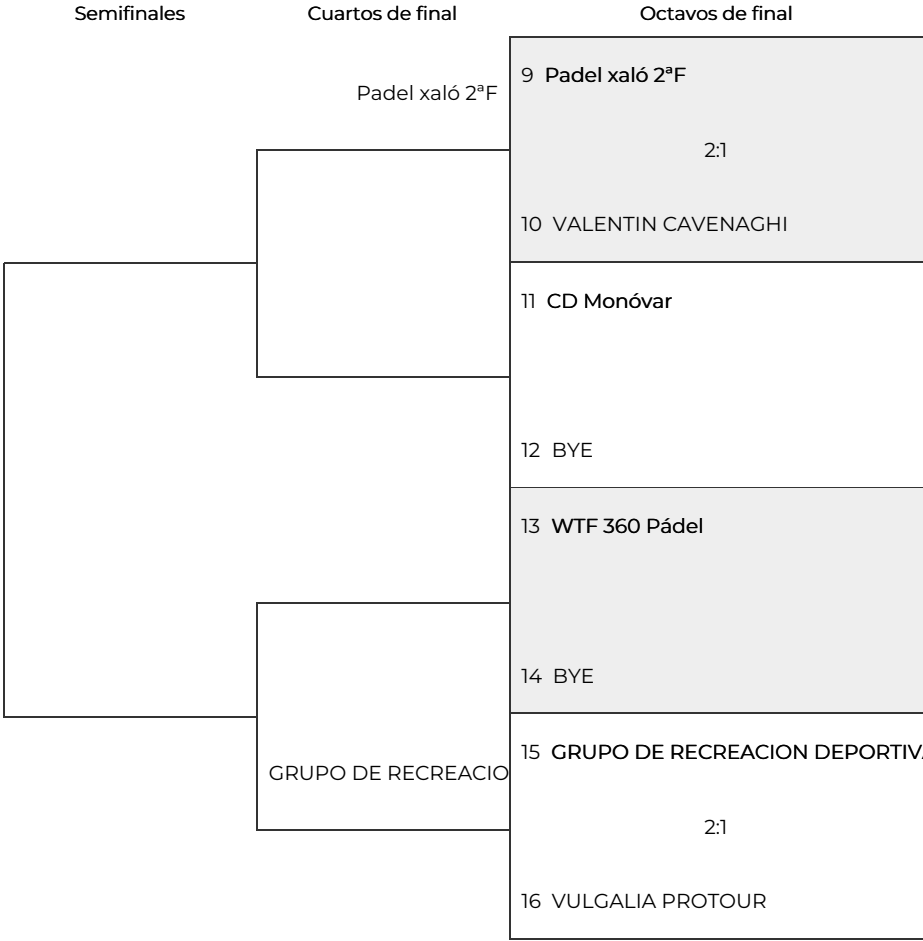 Semifinales
Cuartos de final
Octavos de final
9 Padel xaló 2ªF
Padel xaló 2ªF
2:1
10 VALENTIN CAVENAGHI
11 CD Monóvar
12 BYE
13 WTF 360 Pádel
14 BYE
15 GRUPO DE RECREACION DEPORTIVA
GRUPO DE RECREACIO
2:1
16 VULGALIA PROTOUR